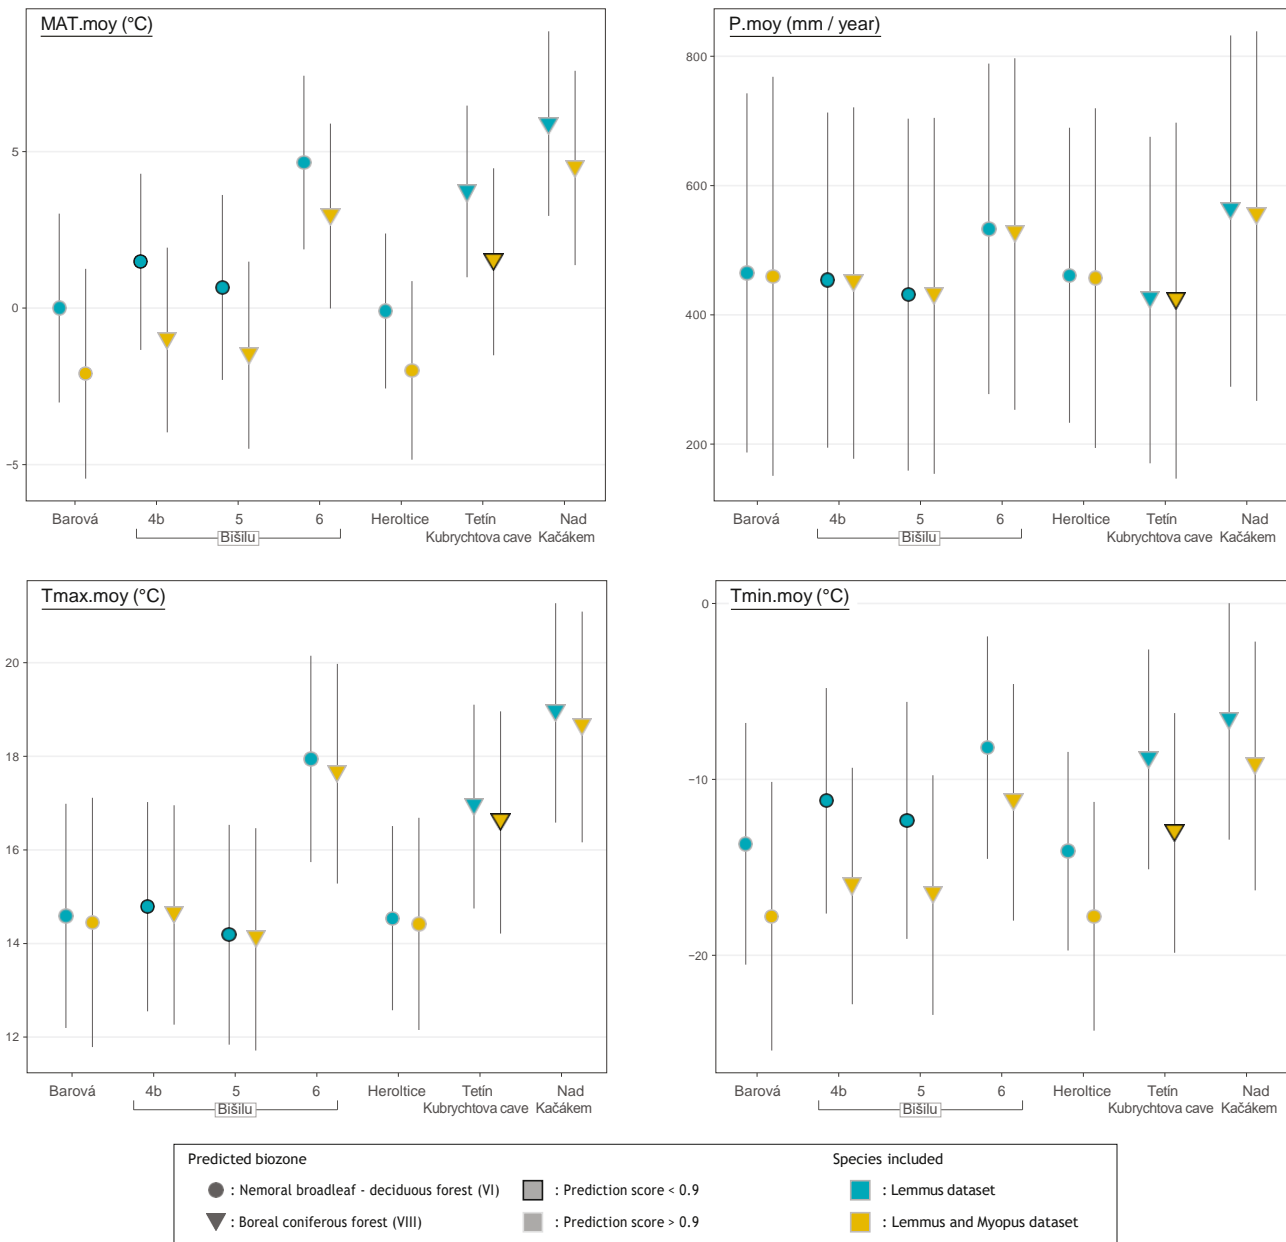 MAT.moy (°C)
5
0
−5
Barová 4b 5 6 Heroltice Tetín Nad
Bišilu Kubrychtova cave Kačákem
P.moy (mm / year)
800
600
400
200
Barová 4b 5 6 Heroltice Tetín Nad
Bišilu Kubrychtova cave Kačákem
Tmax.moy (°C)
20
18
16
14
12
Barová 4b 5 6 Heroltice Tetín Nad
Bišilu Kubrychtova cave Kačákem
Tmin.moy (°C)
0
−10
−20
Barová 4b 5 6 Heroltice Tetín Nad
Bišilu Kubrychtova cave Kačákem
Predicted biozone Species included
: Nemoral broadleaf - deciduous forest (VI) : Prediction score < 0.9 : Lemmus dataset
: Boreal coniferous forest (VIII) : Prediction score > 0.9 : Lemmus and Myopus dataset